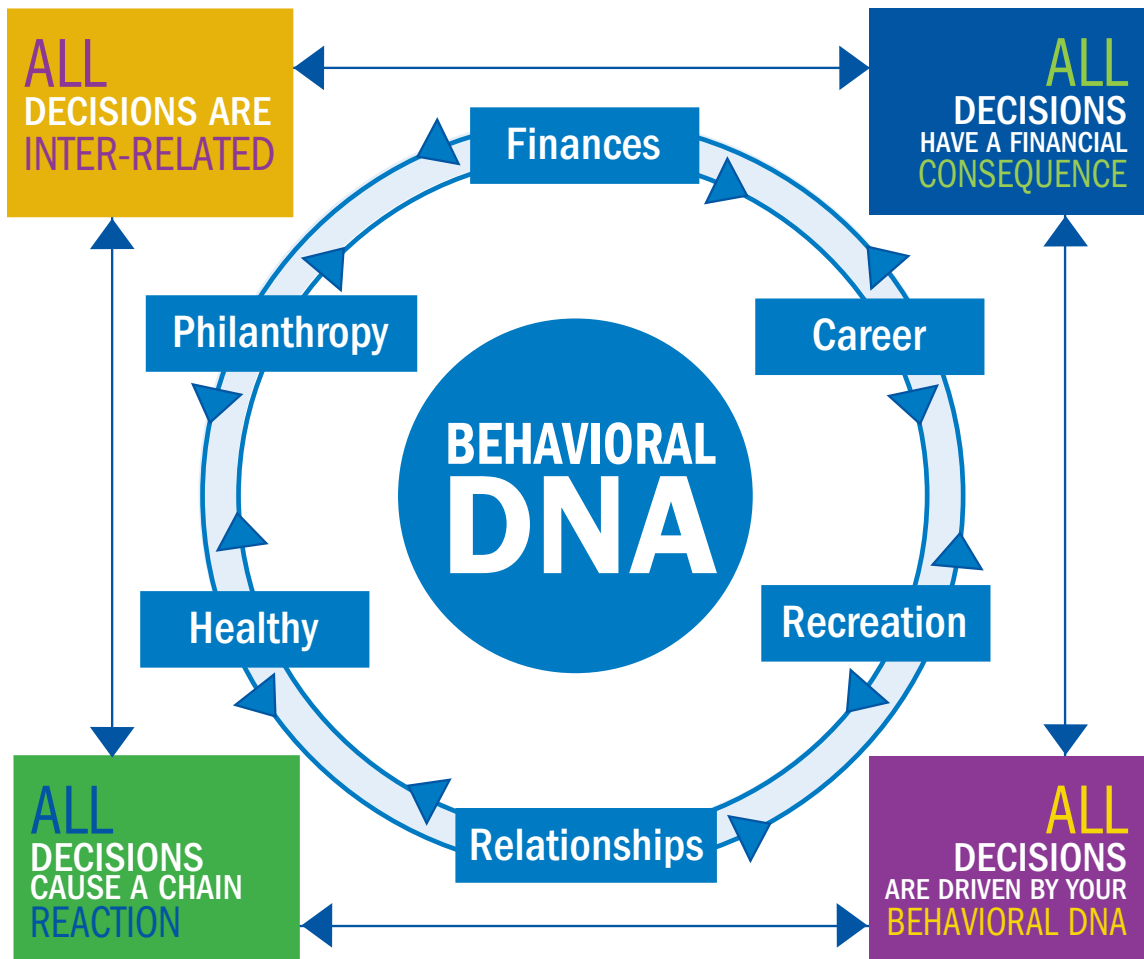 ALL
DECISIONS ARE
INTER-RELATED
ALL
DECISIONS
HAVE A FINANCIAL
CONSEQUENCE
Finances
Philanthropy
Career
BEHAVIORAL
DNA
Healthy
Recreation
Relationships
ALL
DECISIONS
CAUSE A CHAIN
REACTION
ALL
DECISIONS
ARE DRIVEN BY YOUR
BEHAVIORAL DNA